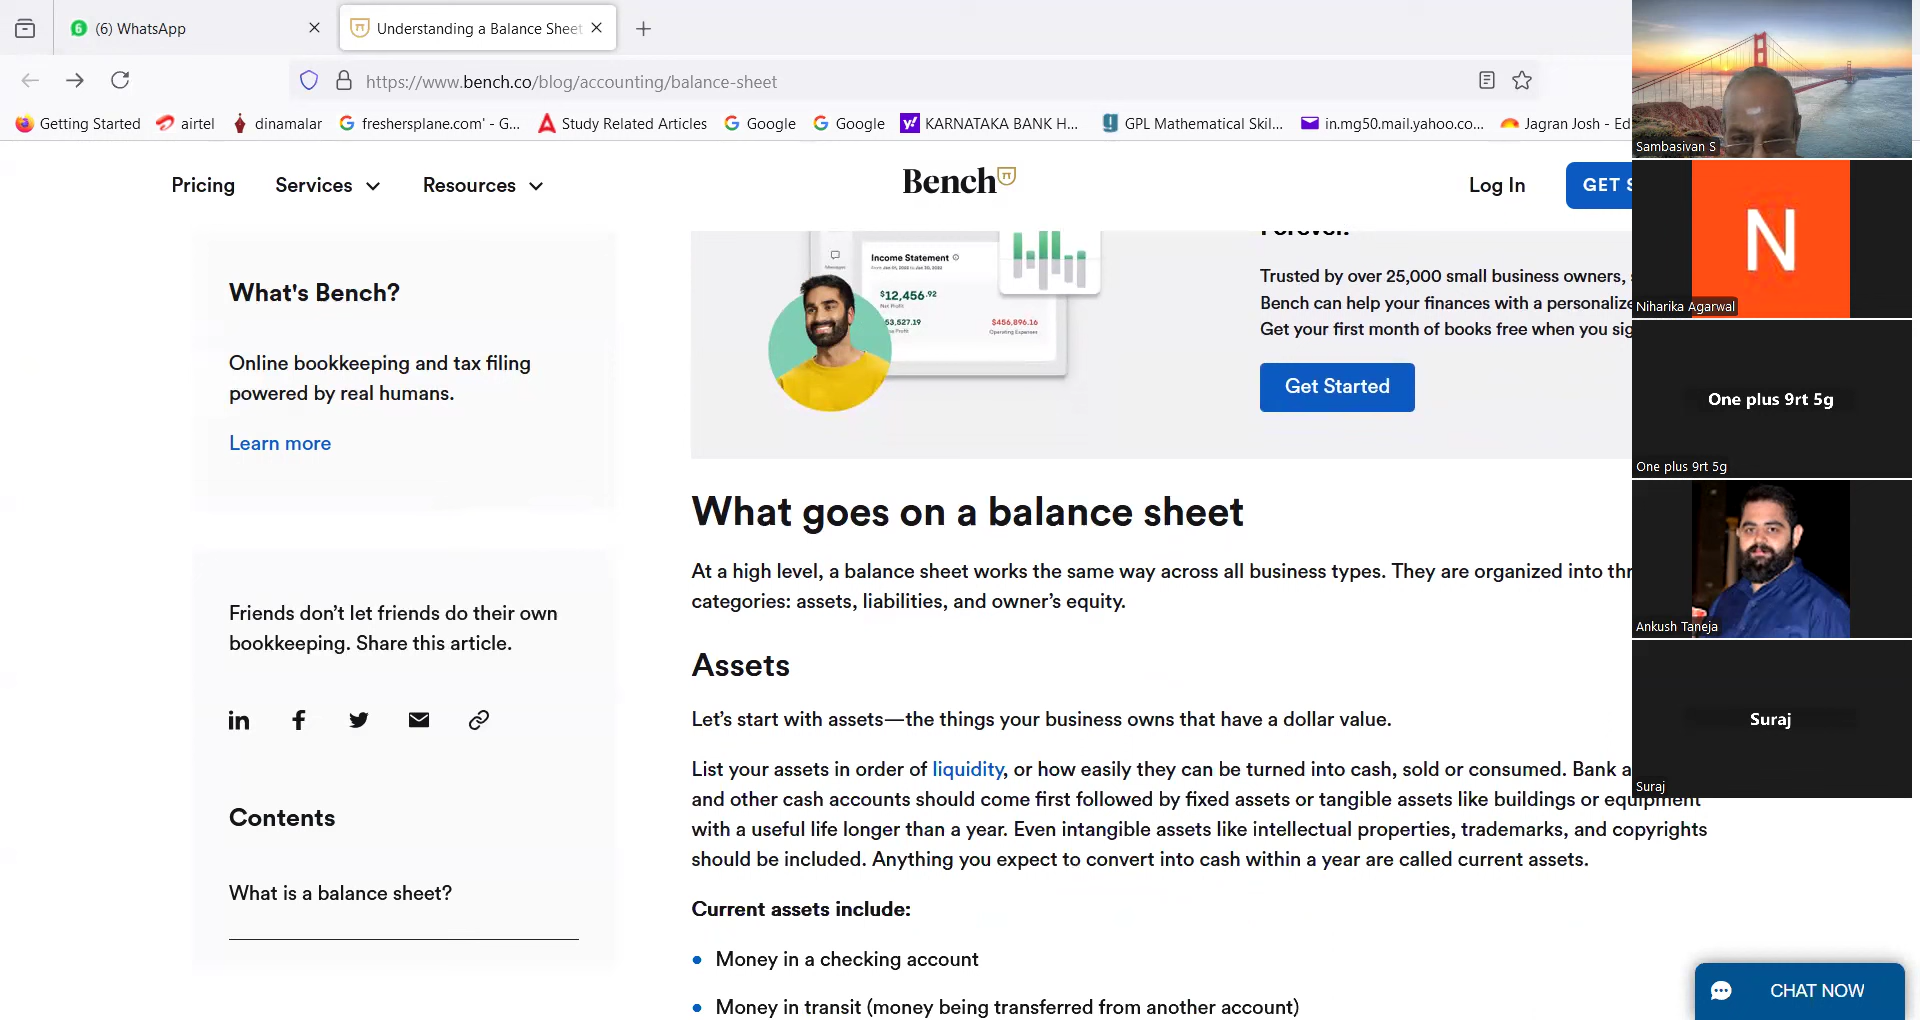 (6) WhatsApp
Understanding a Balance Sheet
https://www.bench.co/blog/accounting/balance-sheet
Getting Started
airtel
dinamalar
freshersplane.com' - G...
Study Related Articles
Google
Google
KARNATAKA BANK H...
GPL Mathematical Skil...
in.mg50.mail.yahoo.co...
Jagran Josh - Ed
Pricing
Services
Resources
Bench
Log In
GET S
What's Bench?
Online bookkeeping and tax filing
powered by real humans.
Learn more
Friends don't let friends do their own
bookkeeping. Share this article.
Contents
What is a balance sheet?
Income Statement
$12,456.92
Net Profit
53,527.19
$456,896.16
Operating Expenses
Forever.
Trusted by over 25,000 small business owners,
Bench can help your finances with a personalize
Get your first month of books free when you sig
Get Started
What goes on a balance sheet
At a high level, a balance sheet works the same way across all business types. They are organized into thr
categories: assets, liabilities, and owner's equity.
Assets
Let's start with assets—the things your business owns that have a dollar value.
List your assets in order of liquidity, or how easily they can be turned into cash, sold or consumed. Bank a
and other cash accounts should come first followed by fixed assets or tangible assets like buildings or equipment
with a useful life longer than a year. Even intangible assets like intellectual properties, trademarks, and copyrights
should be included. Anything you expect to convert into cash within a year are called current assets.
Current assets include:
Money in a checking account
Money in transit (money being transferred from another account)
Sambasivan S
N
Niharika Agarwal
One plus 9rt 5g
One plus 9rt 5g
Ankush Taneja
Suraj
Suraj
CHAT NOW